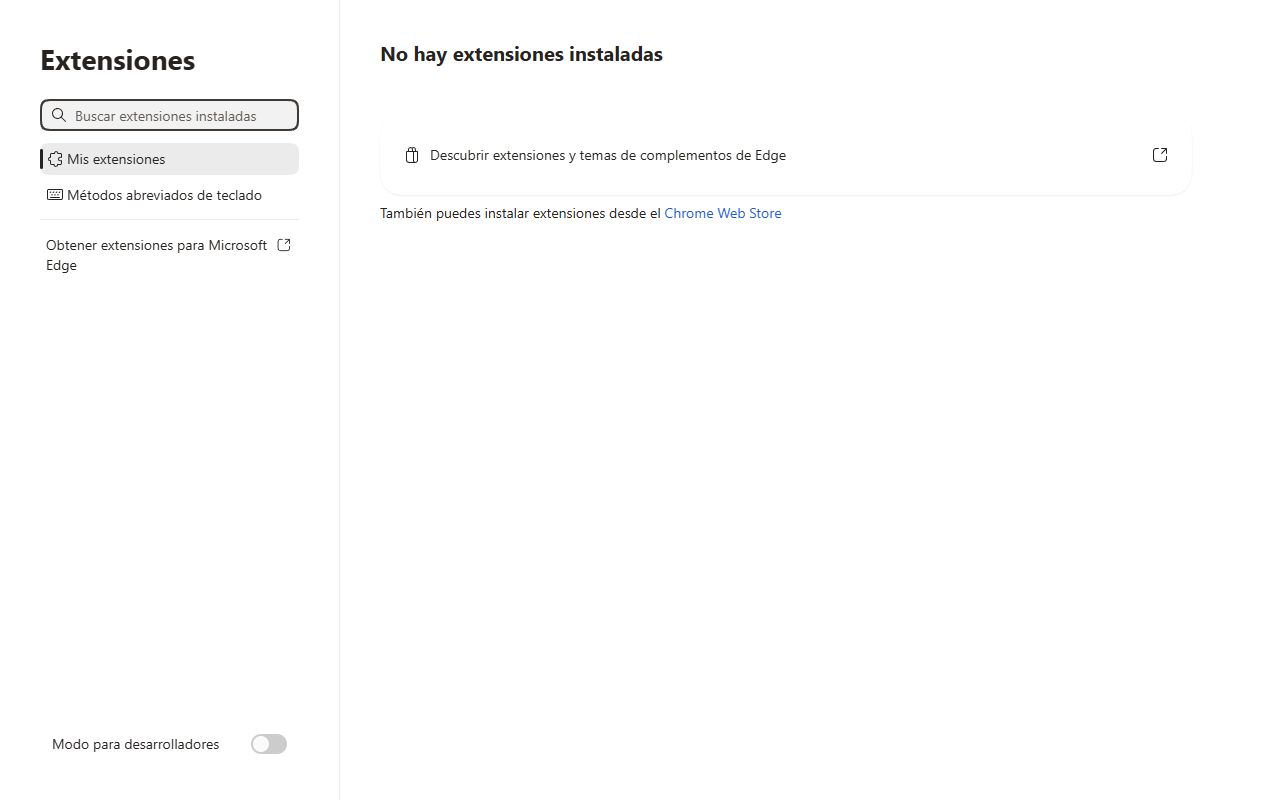 Extensiones
Buscar extensiones instaladas
Mis extensiones
Métodos abreviados de teclado
Obtener extensiones para Microsoft
Edge
Modo para desarrolladores
No hay extensiones instaladas
Descubrir extensiones y temas de complementos de Edge
También puedes instalar extensiones desde el Chrome Web Store